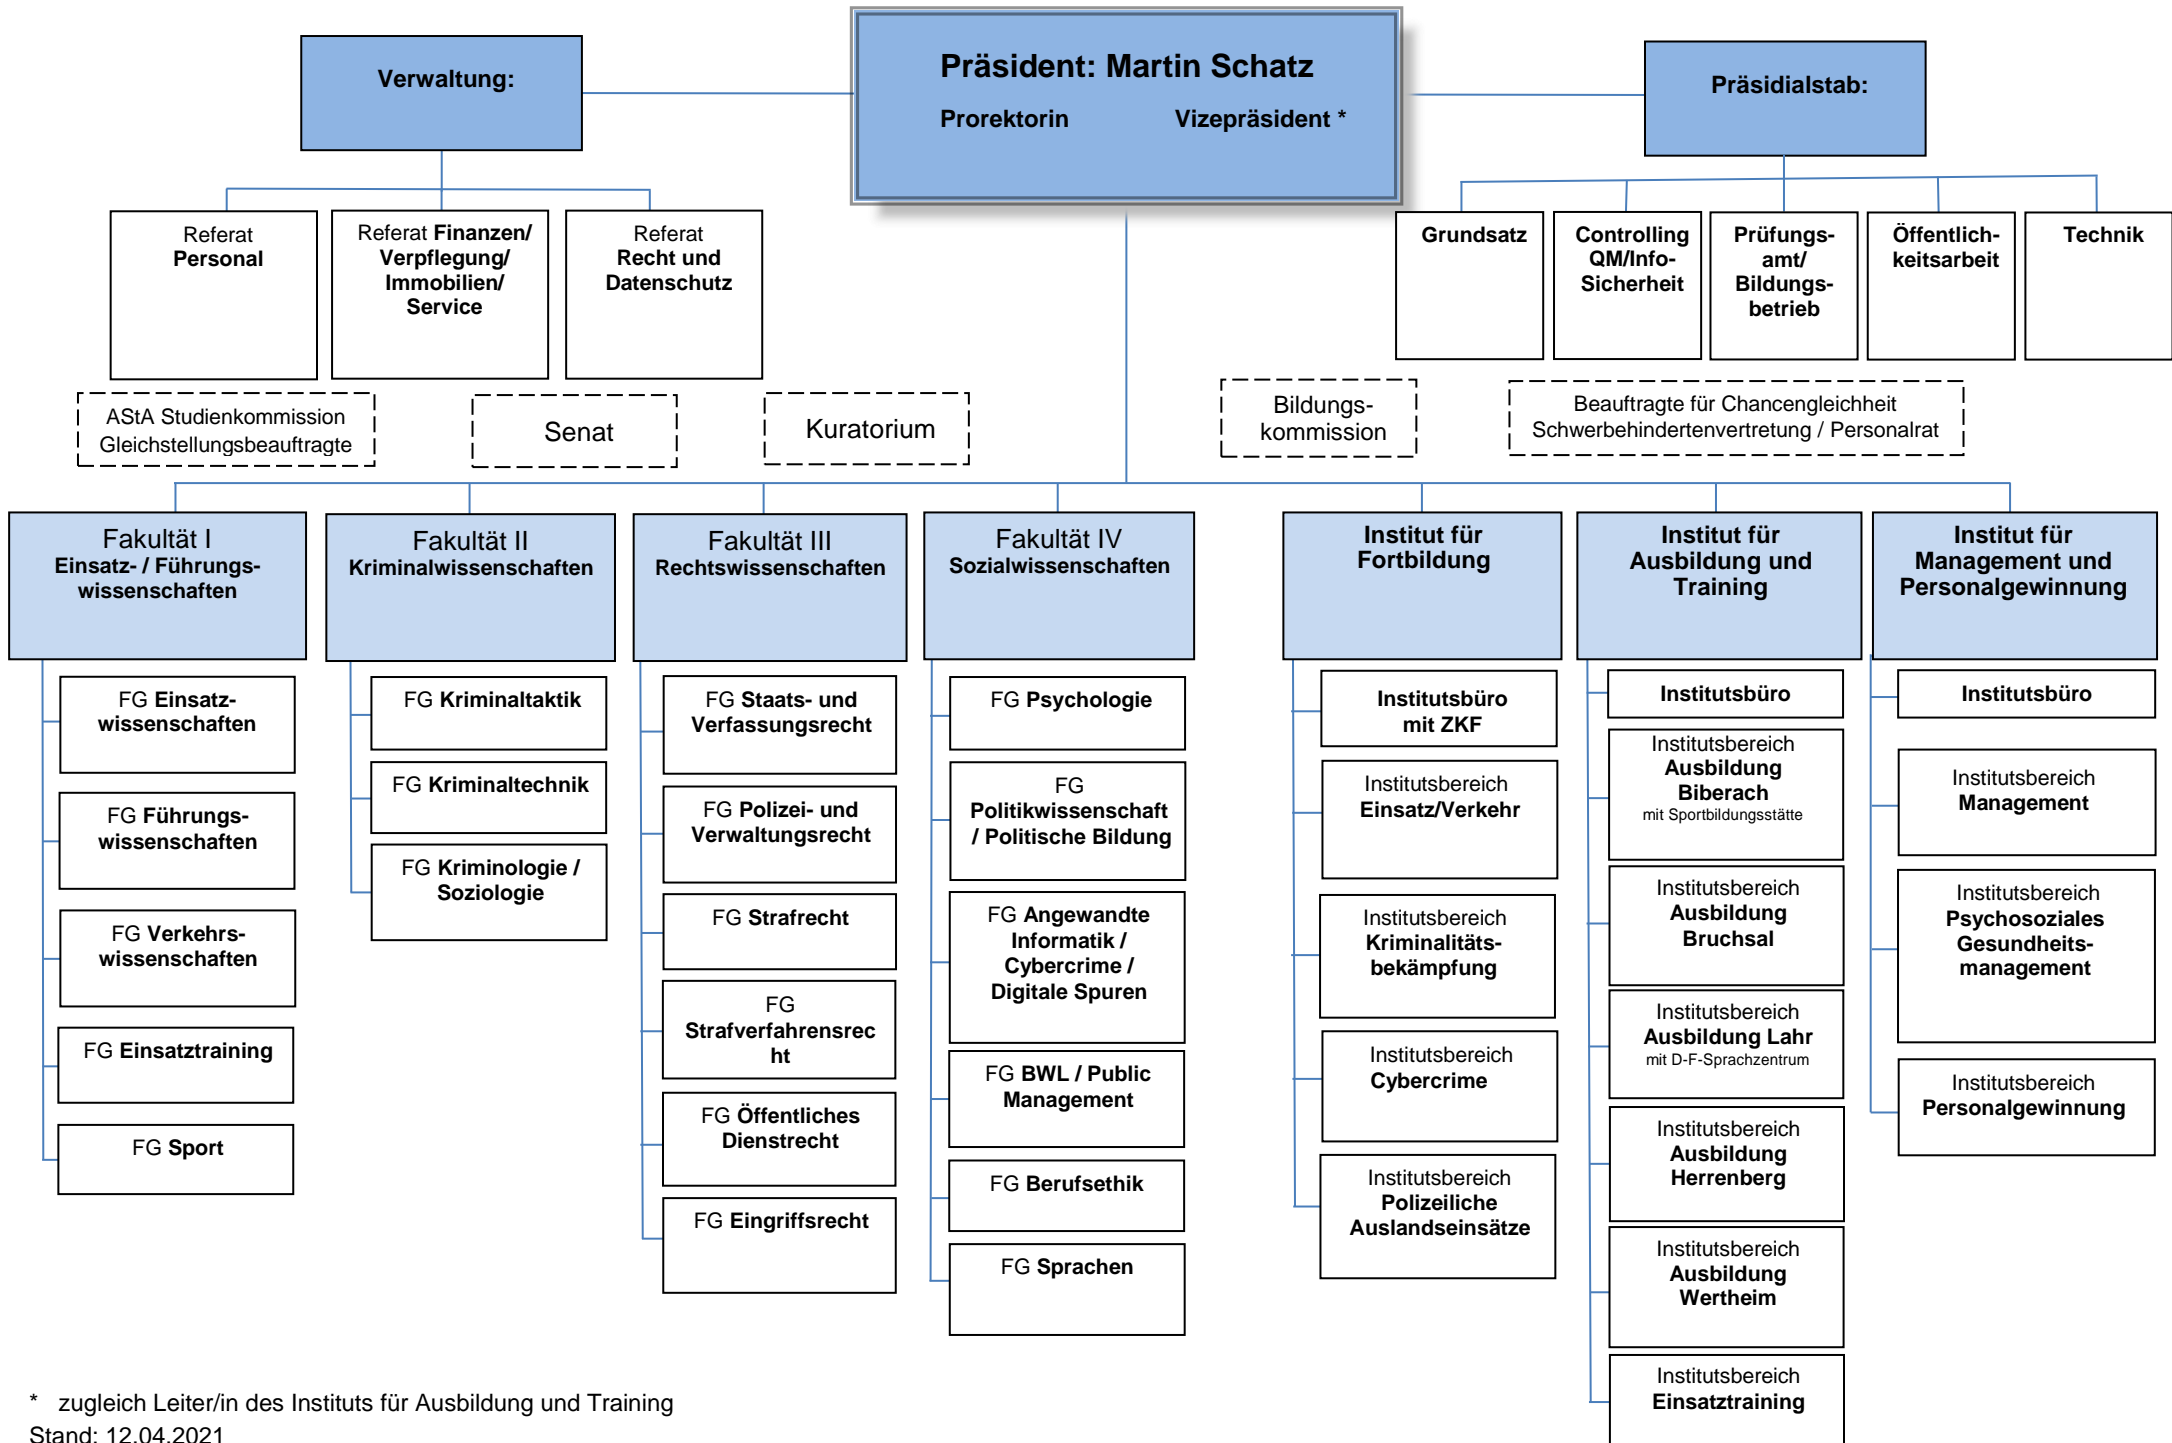 Präsident: Martin Schatz
Prorektorin Vizepräsident *
Verwaltung:
Präsidialstab:
Referat
Personal
Referat Finanzen/
Verpflegung/
Immobilien/
Service
Referat
Recht und
Datenschutz
Grundsatz
Controlling
QM/Info-
Sicherheit
Prüfungs-
amt/
Bildungs-
betrieb
Öffentlich-
keitsarbeit
Technik
AStA Studienkommission
Gleichstellungsbeauftragte
Senat
Kuratorium
Bildungs-
kommission
Beauftragte für Chancengleichheit
Schwerbehindertenvertretung / Personalrat
Fakultät I
Einsatz- / Führungs-
wissenschaften
FG Einsatz-
wissenschaften
FG Führungs-
wissenschaften
FG Verkehrs-
wissenschaften
FG Einsatztraining
FG Sport
Fakultät II
Kriminalwissenschaften
FG Kriminaltaktik
FG Kriminaltechnik
FG Kriminologie /
Soziologie
Fakultät III
Rechtswissenschaften
FG Staats- und
Verfassungsrecht
FG Polizei- und
Verwaltungsrecht
FG Strafrecht
FG
Strafverfahrensrec
ht
FG Öffentliches
Dienstrecht
FG Eingriffsrecht
Fakultät IV
Sozialwissenschaften
FG Psychologie
FG
Politikwissenschaft
/ Politische Bildung
FG Angewandte
Informatik /
Cybercrime /
Digitale Spuren
FG BWL / Public
Management
FG Berufsethik
FG Sprachen
Institut für
Fortbildung
Institutsbüro
mit ZKF
Institutsbereich
Einsatz/Verkehr
Institutsbereich
Kriminalitäts-
bekämpfung
Institutsbereich
Cybercrime
Institutsbereich
Polizeiliche
Auslandseinsätze
Institut für
Ausbildung und
Training
Institutsbüro
Institutsbereich
Ausbildung
Biberach
mit Sportbildungsstätte
Institutsbereich
Ausbildung
Bruchsal
Institutsbereich
Ausbildung Lahr
mit D-F-Sprachzentrum
Institutsbereich
Ausbildung
Herrenberg
Institutsbereich
Ausbildung
Wertheim
Institutsbereich
Einsatztraining
Institut für
Management und
Personalgewinnung
Institutsbüro
Institutsbereich
Management
Institutsbereich
Psychosoziales
Gesundheits-
management
Institutsbereich
Personalgewinnung
* zugleich Leiter/in des Instituts für Ausbildung und Training
Stand: 12.04.2021